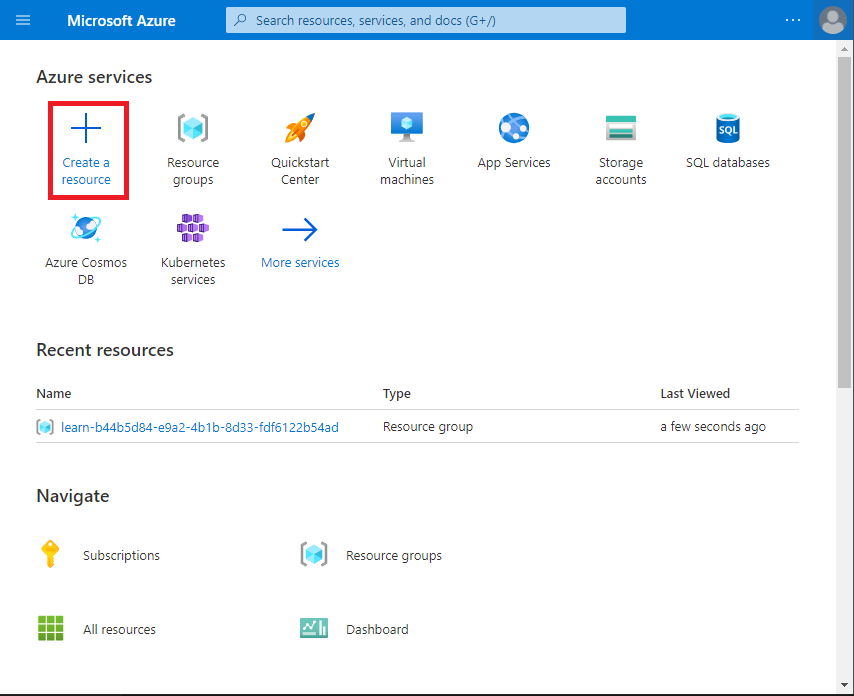 Microsoft Azure
Search resources, services, and docs (G+/)
Azure services
Create a
resource
Resource
groups
Quickstart
Center
Virtual
machines
App Services
Storage
accounts
SQL
SQL databases
Azure Cosmos
DB
Kubernetes
services
More services
Recent resources
Name Type Last Viewed
learn-b44b5d84-e9a2-4b1b-8d33-fdf6122b54ad Resource group a few seconds ago
Navigate
Subscriptions Resource groups
All resources Dashboard